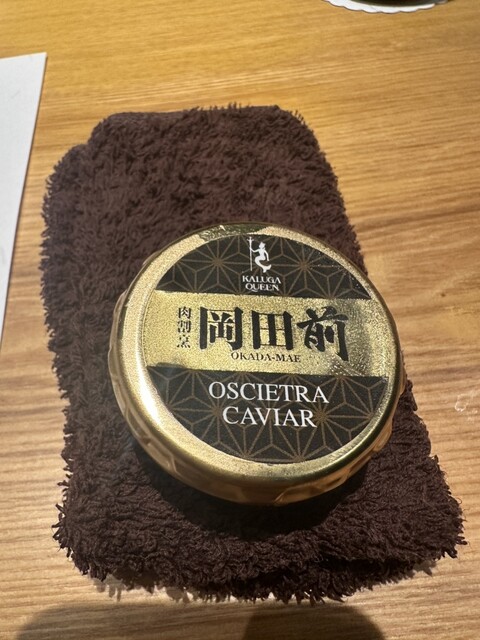 KALUGA
QUEEN
肉割烹
岡田前
OKADA-MAE
OSCIETRA
CAVIAR